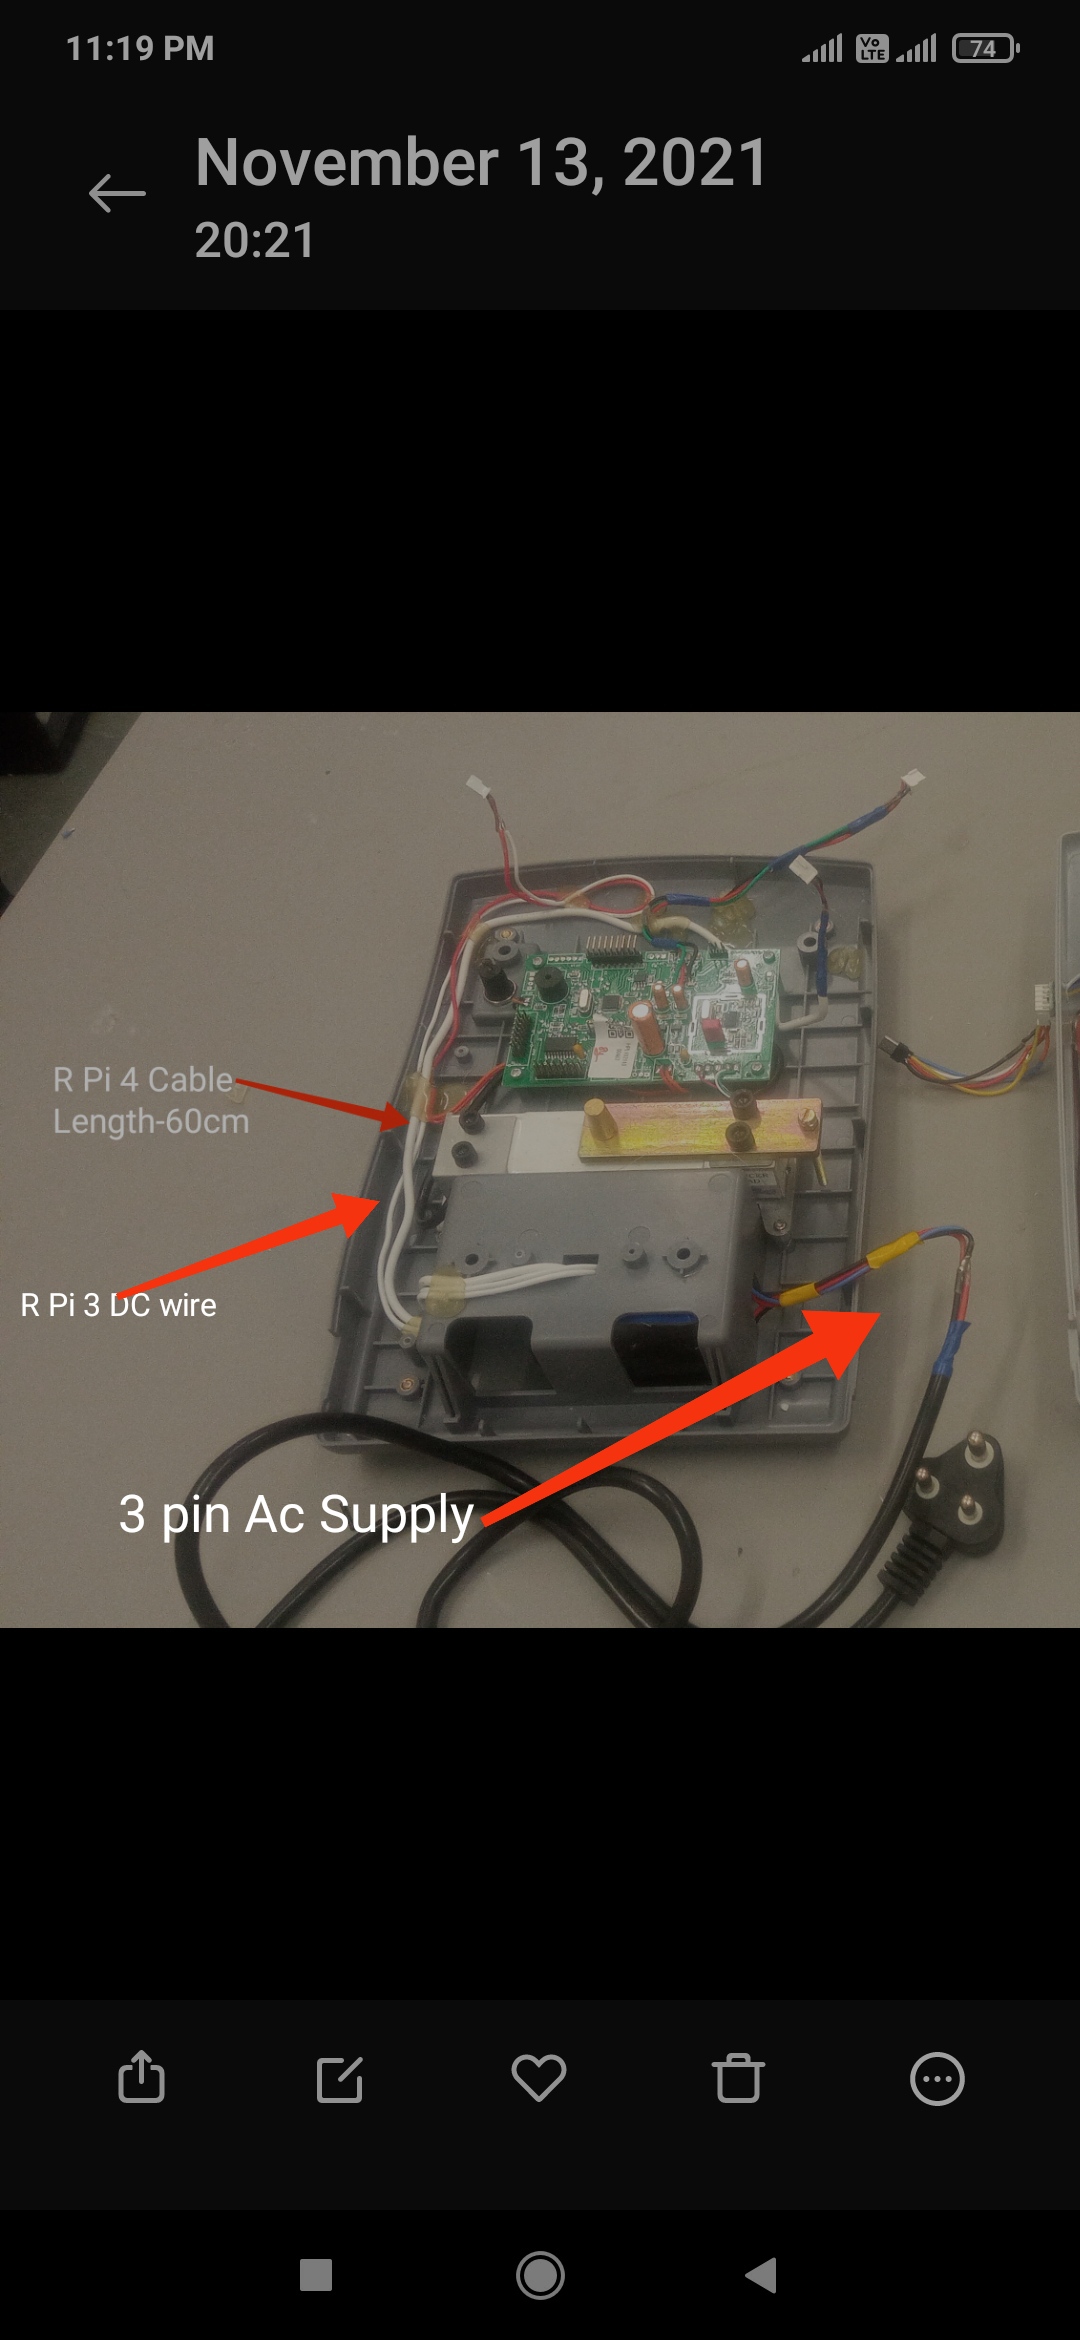 11:19 PM
Vo
LTE
74
November 13, 2021
20:21
R Pi 4 Cable
Length-60cm
R Pi 3 DC wire
3 pin Ac Supply